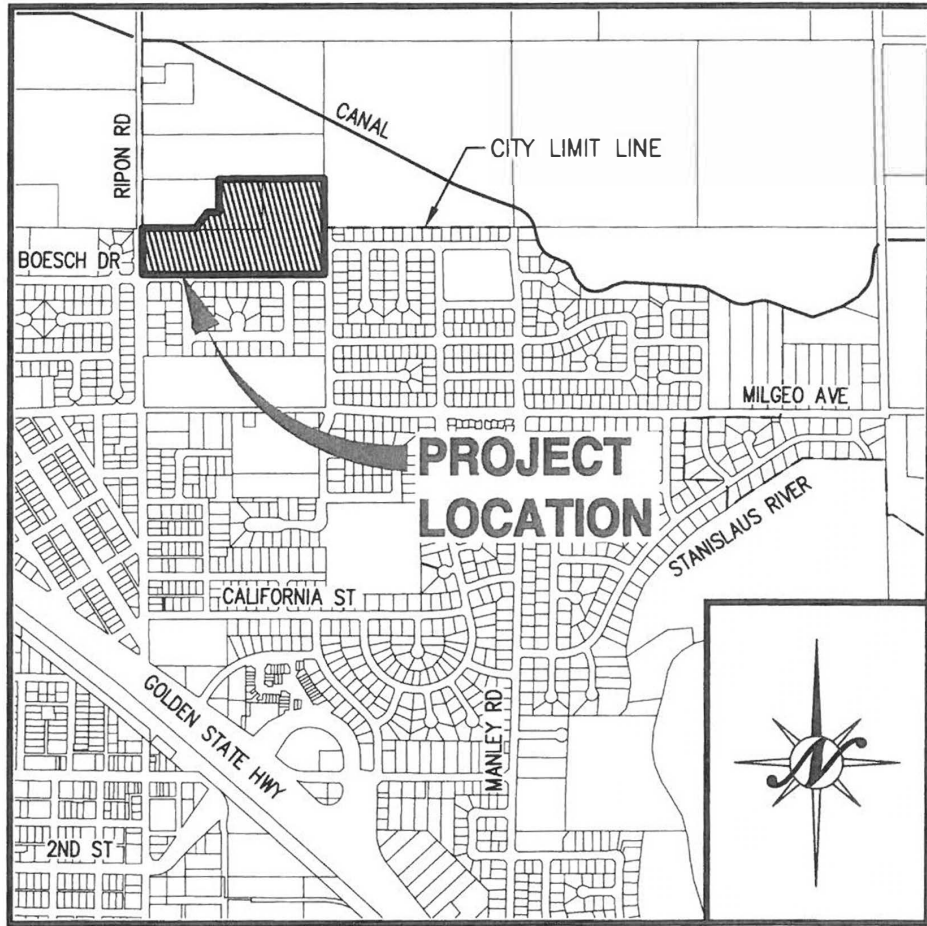 CANAL
CITY LIMIT LINE
RIPON RD
BOESCH DR
MILGEO AVE
PROJECT
LOCATION
STANISLAUS RIVER
CALIFORNIA ST
GOLDEN STATE HWY
MANLEY RD
2ND ST
N